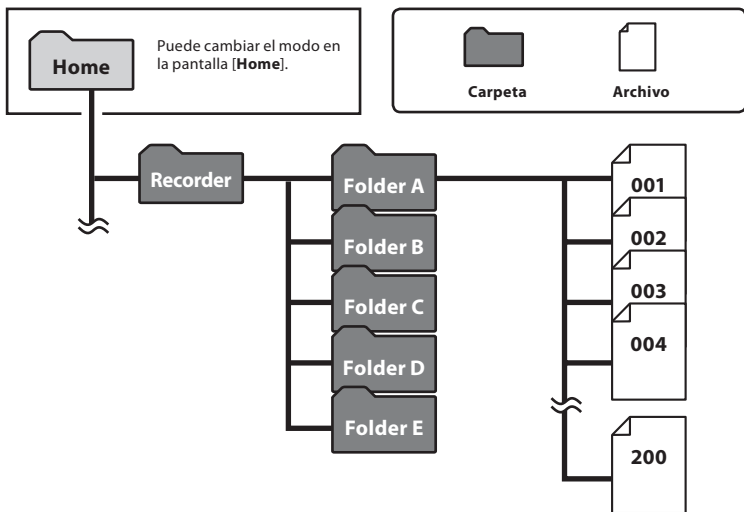 Home
Puede cambiar el modo en
la pantalla [Home].
Carpeta
Archivo
Recorder
Folder A
Folder B
Folder C
Folder D
Folder E
001
002
003
004
200